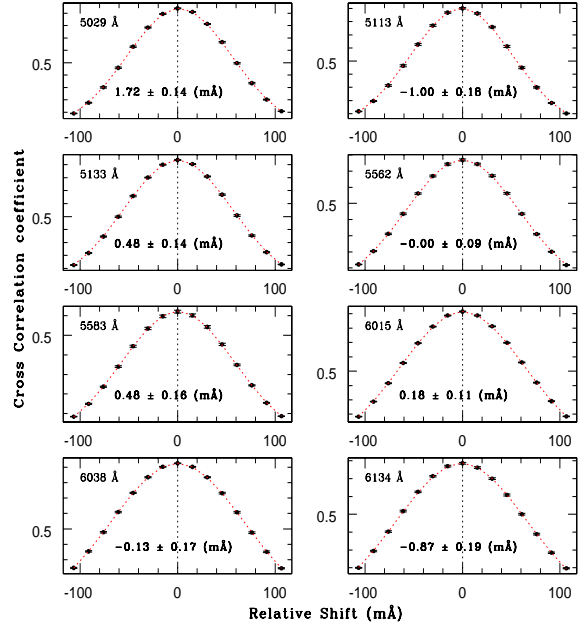 5029 Å
0.5
1.72 ± 0.14 (mÅ)
-100 0 100
5113 Å
0.5
-1.00 ± 0.18 (mÅ)
-100 0 100
5133 Å
0.5
0.48 ± 0.14 (mÅ)
-100 0 100
5562 Å
0.5
-0.00 ± 0.09 (mÅ)
-100 0 100
5583 Å
0.5
0.48 ± 0.16 (mÅ)
-100 0 100
6015 Å
0.5
0.18 ± 0.11 (mÅ)
-100 0 100
6038 Å
0.5
-0.13 ± 0.17 (mÅ)
-100 0 100
6134 Å
0.5
-0.87 ± 0.19 (mÅ)
-100 0 100
Cross Correlation coefficient
Relative Shift (mÅ)